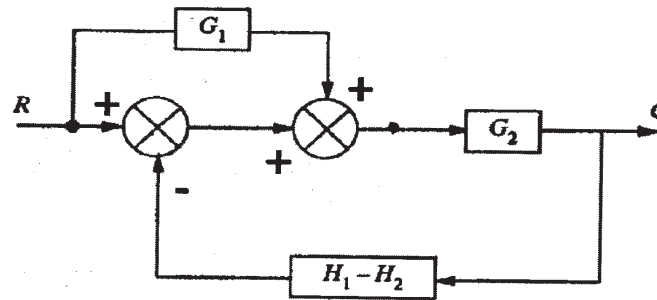 G₁
R
+
+
+
G₂
-
H₁ – H₂